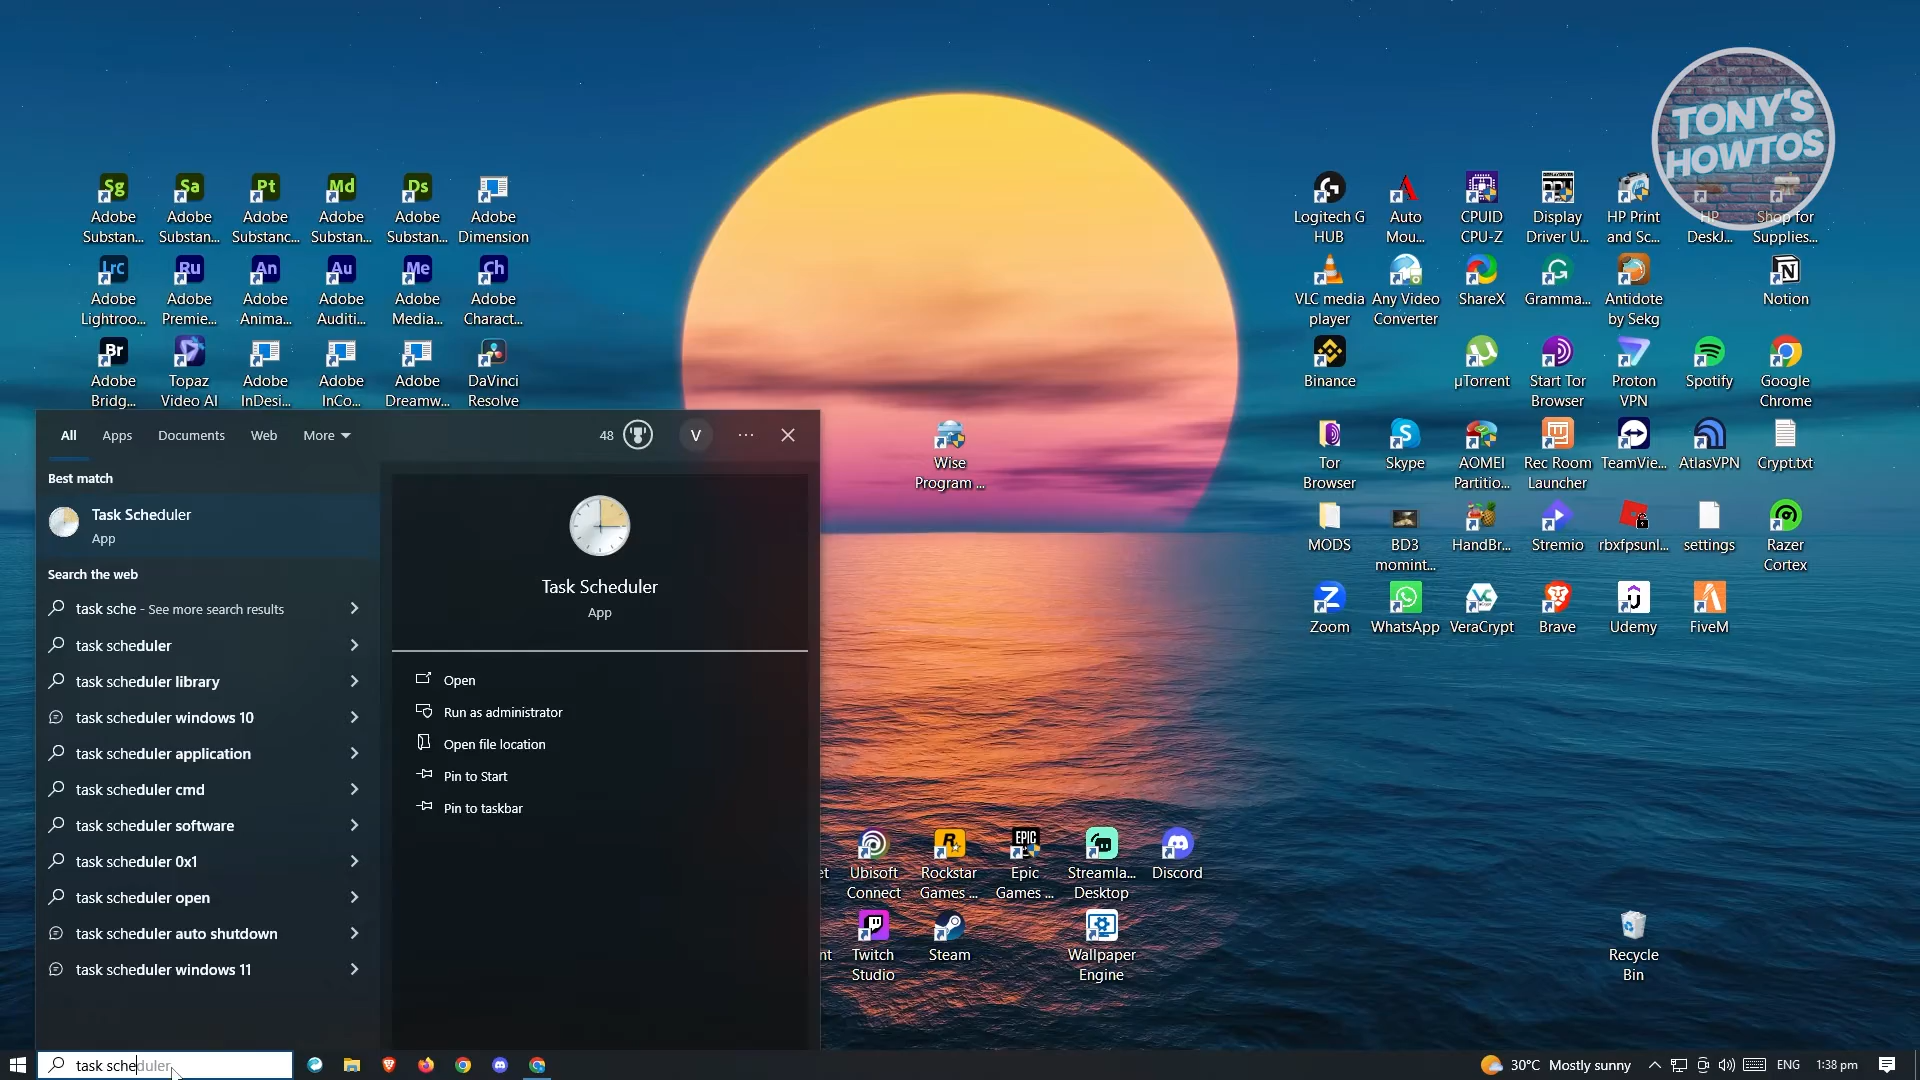 TONY'S
HOWTOS
Sg
Sa
Pt
Md
Ds
Adobe
Substan...
Adobe
Substan...
Adobe
Substanc...
Adobe
Substan...
Adobe
Substan...
Adobe
Dimension
Lrc
Ru
An
Au
Me
Ch
Adobe
Lightroo...
Adobe
Premie...
Adobe
Anima...
Adobe
Auditi...
Adobe
Media...
Adobe
Charact...
Br
Adobe
Bridg...
Topaz
Video AI
Adobe
InDesi...
Adobe
InCo...
Adobe
Dreamw...
DaVinci
Resolve
Logitech G
HUB
Auto
Mou...
CPUID
CPU-Z
Display
Driver U...
HP Print
and Sc...
HP
DeskJ...
Shop for
Supplies...
VLC media
player
Any Video
Converter
ShareX
Gramma...
Antidote
by Sekg
Notion
Binance
µTorrent
Start Tor
Browser
Proton
VPN
Spotify
Google
Chrome
Tor
Browser
Skype
AOMEI
Partitio...
Rec Room
Launcher
TeamVie...
AtlasVPN
Crypt.txt
MODS
BD3
momint...
HandBr...
Stremio
rbxfpsunl...
settings
Razer
Cortex
Zoom
WhatsApp
VeraCrypt
Brave
Udemy
FiveM
Wise
Program ...
All
Apps
Documents
Web
More
48
V
...
Best match
Task Scheduler
App
Search the web
task sche - See more search results
task scheduler
task scheduler library
task scheduler windows 10
task scheduler application
task scheduler cmd
task scheduler software
task scheduler 0x1
task scheduler open
task scheduler auto shutdown
task scheduler windows 11
Task Scheduler
App
Open
Run as administrator
Open file location
Pin to Start
Pin to taskbar
et
Ubisoft
Connect
Rockstar
Games ...
EPIC
Epic
Games ...
Streamla...
Desktop
Discord
nt
Twitch
Studio
Steam
Wallpaper
Engine
Recycle
Bin
task scheduler
30°C Mostly sunny
ENG
1:38 pm